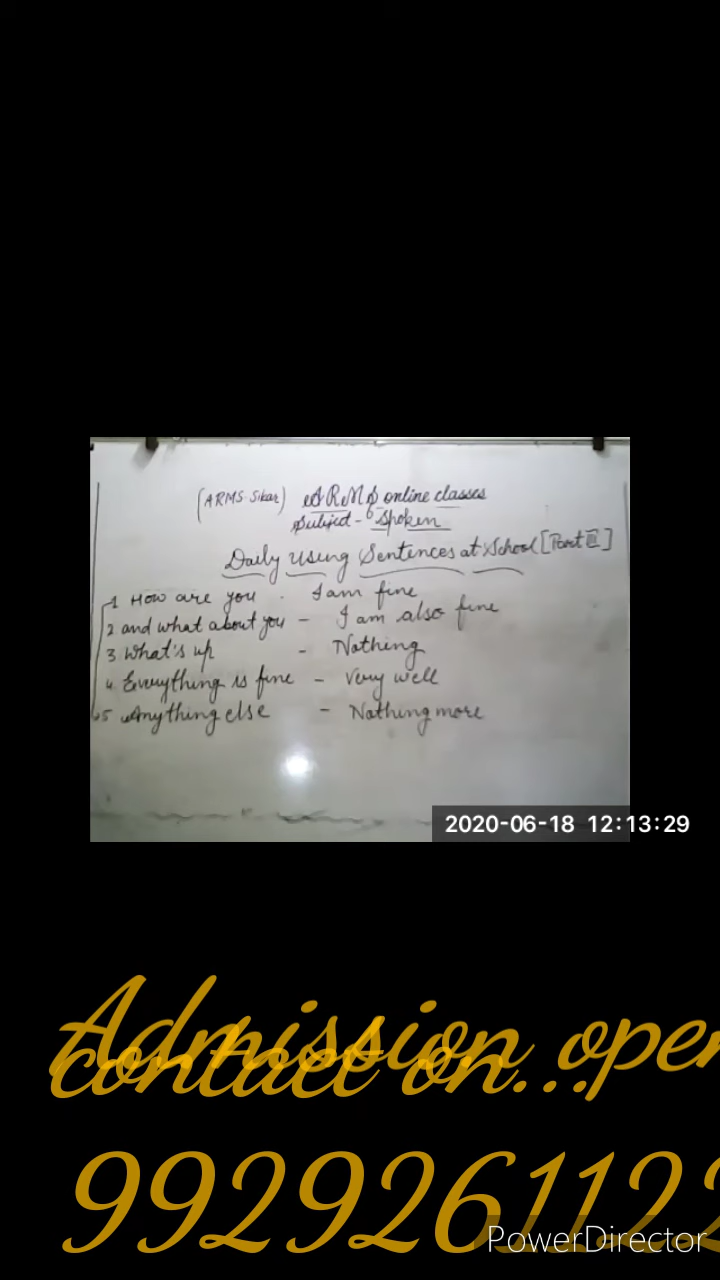 (ARMS Sikar) ARMS online classes
Subject - Spoken
Daily Using Sentences at School [Part III]
1 How are you . I am fine
2 and what about you - I am also fine
3 What's up - Nothing
4 Everything is fine - Very well
5 Anything else - Nothing more
2020-06-18 12:13:29
Admission open
contact on...
9929261122
PowerDirector